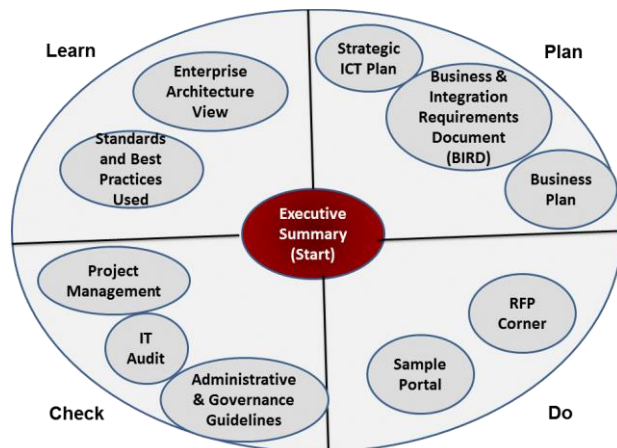 Learn
Plan
Enterprise
Architecture
View
Standards
and Best
Practices
Used
Strategic
ICT Plan
Business &
Integration
Requirements
Document
(BIRD)
Business
Plan
Executive
Summary
(Start)
Project
Management
IT
Audit
Administrative
& Governance
Guidelines
Check
RFP
Corner
Sample
Portal
Do